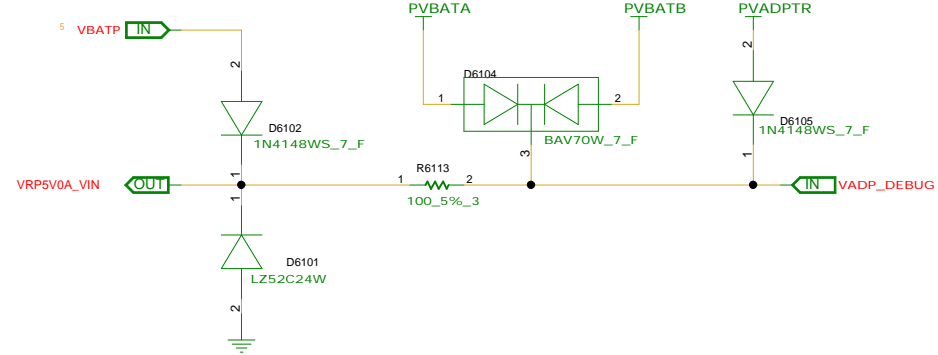 PVBATA
PVBATB
PVADPTR
5
VBATP
IN
2
D6102
1N4148WS_7_F
1
D6104
1
2
BAV70W_7_F
3
2
D6105
1N4148WS_7_F
1
VRP5V0A_VIN
OUT
R6113
1
2
100_5%_3
IN
VADP_DEBUG
1
D6101
LZ52C24W
2